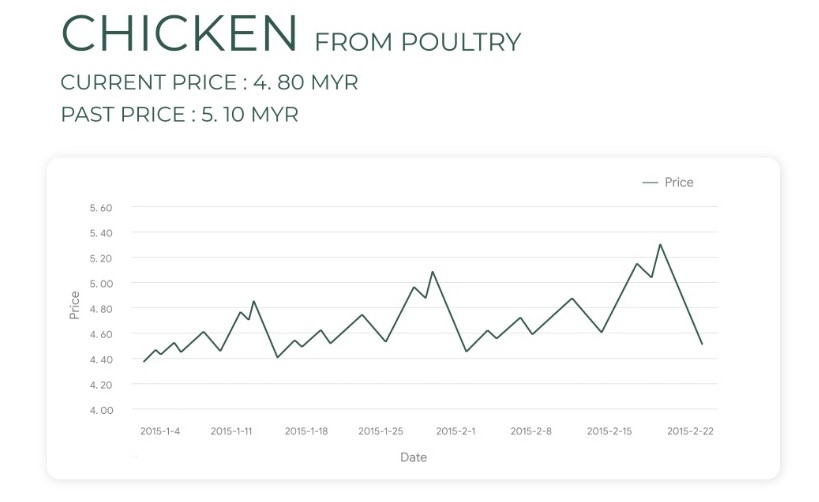 CHICKEN FROM POULTRY
CURRENT PRICE : 4. 80 MYR
PAST PRICE : 5. 10 MYR
Price
5. 60
5. 40
5. 20
5. 00
4. 80
4. 60
4. 40
4. 20
4. 00
Price
2015-1-4 2015-1-11 2015-1-18 2015-1-25 2015-2-1 2015-2-8 2015-2-15 2015-2-22
Date